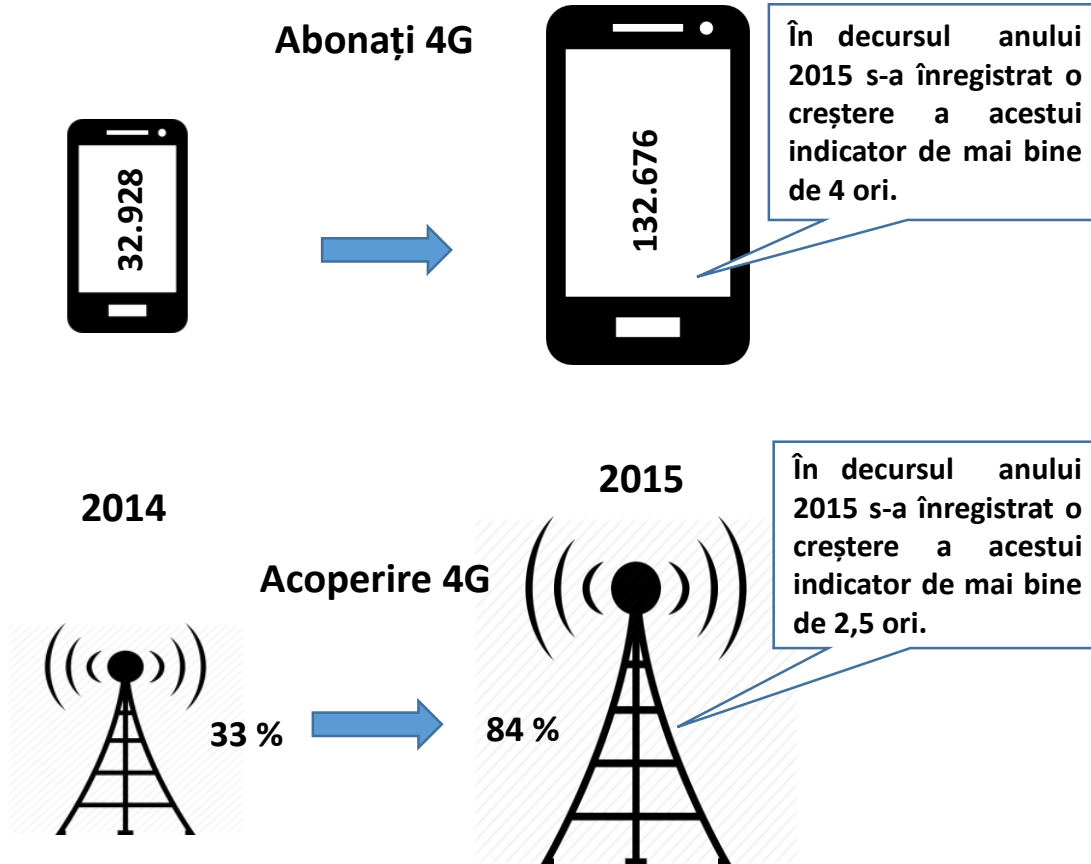 Abonați 4G
32.928
132.676
În decursul anului
2015 s-a înregistrat o
creștere a acestui
indicator de mai bine
de 4 ori.
2014
2015
Acoperire 4G
33 %
84 %
În decursul anului
2015 s-a înregistrat o
creștere a acestui
indicator de mai bine
de 2,5 ori.